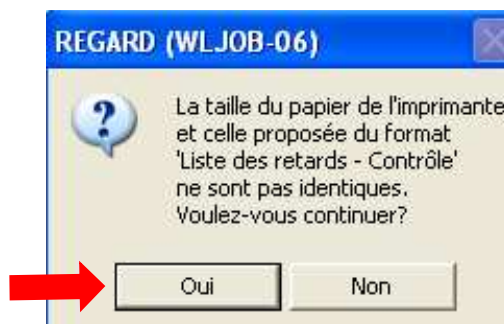 REGARD (WLJOB-06)
La taille du papier de l'imprimante
et celle proposée du format
'Liste des retards - Contrôle'
ne sont pas identiques.
Voulez-vous continuer?
Oui
Non